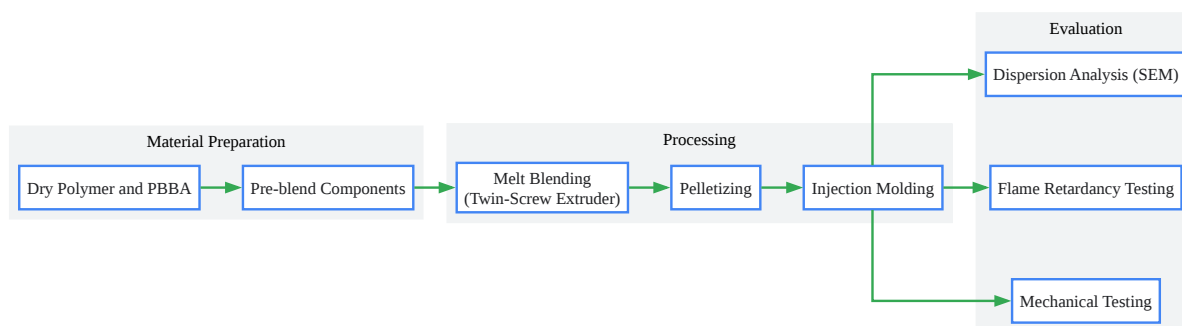 Evaluation
Dispersion Analysis (SEM)
Material Preparation
Processing
Dry Polymer and PBBA
Pre-blend Components
Melt Blending
(Twin-Screw Extruder)
Pelletizing
Injection Molding
Flame Retardancy Testing
Mechanical Testing